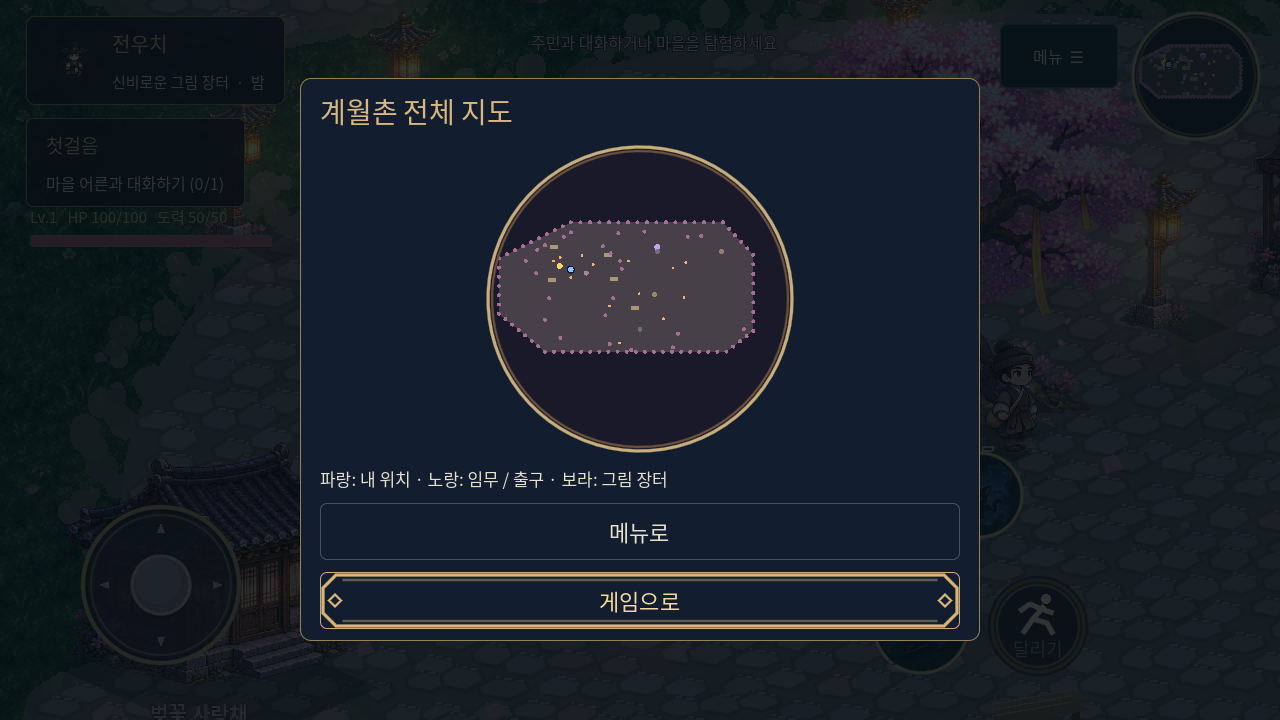 전우치
신비로운 그림 장터 · 밤
주민과 대화하거나 마을을 탐험하세요
메뉴 ☰
첫걸음
마을 어른과 대화하기 (0/1)
Lv.1 HP 100/100 도력 50/50
계월촌 전체 지도
파랑: 내 위치 · 노랑: 임무 / 출구 · 보라: 그림 장터
메뉴로
게임으로
달리기
벚꽃 사랑채